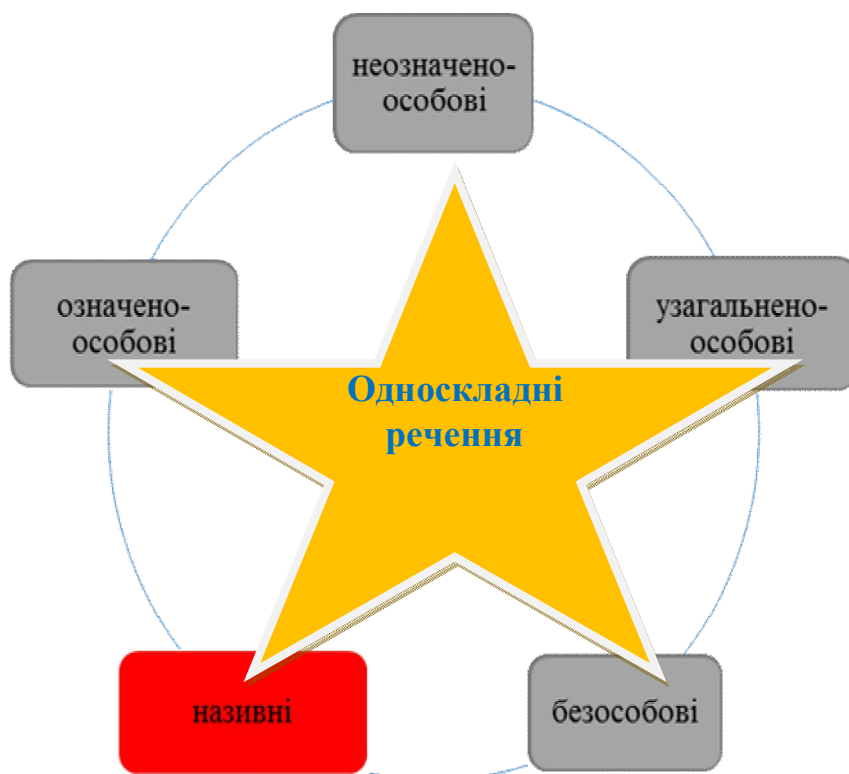 неозначено-
особові
означено-
особові
узагальнено-
особові
Односкладні
речення
називні
безособові